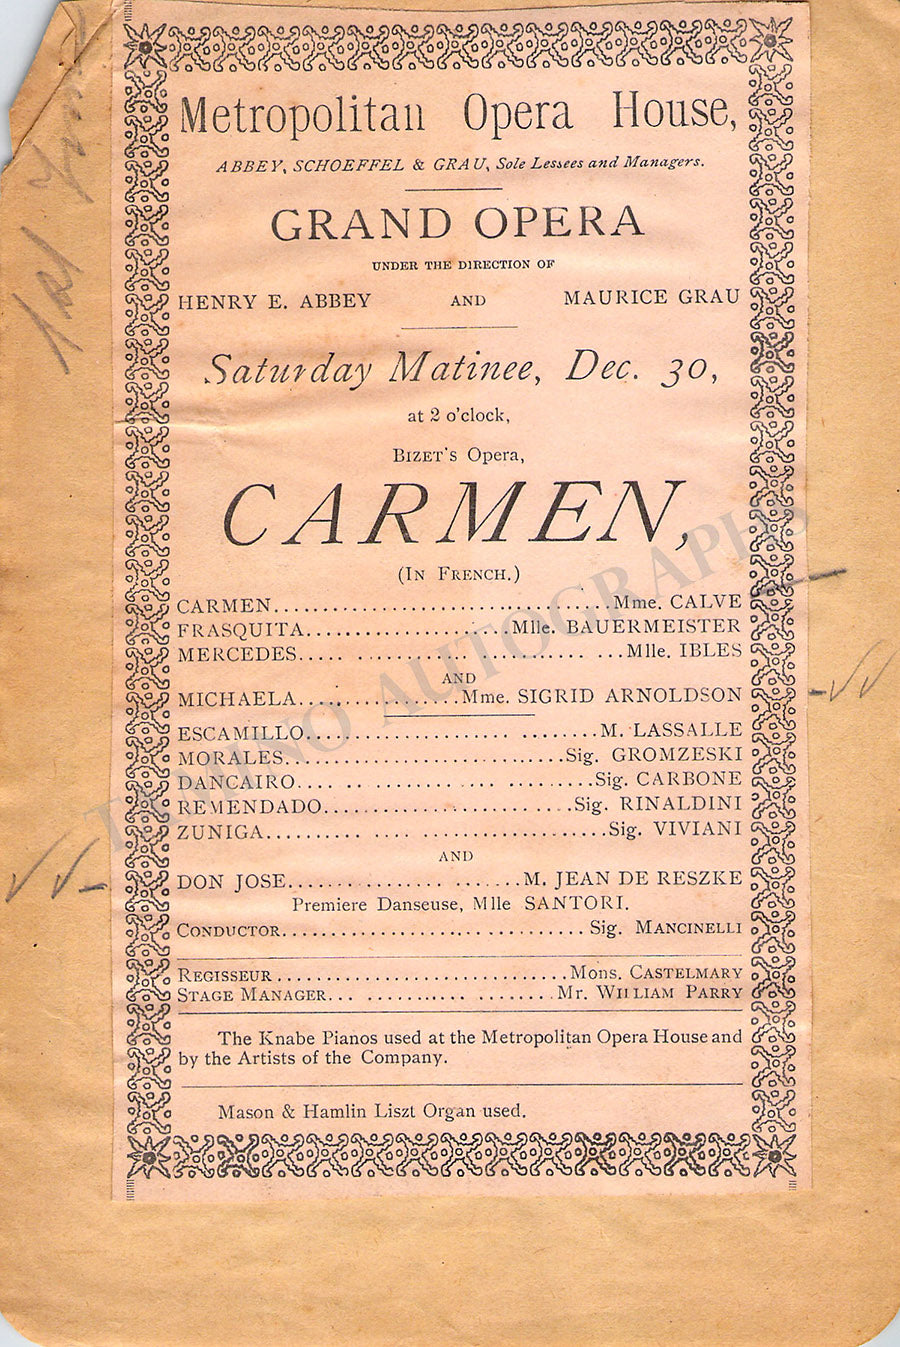 1st
Metropolitan Opera House,
ABBEY, SCHOEFFEL & GRAU, Sole Lessees and Managers.
GRAND OPERA
UNDER THE DIRECTION OF
HENRY E. ABBEY AND MAURICE GRAU
Saturday Matinee, Dec. 30,
at 2 o'clock,
BIZET'S Opera,
CARMEN,
(IN FRENCH.)
CARMEN........................................Mme. CALVE
FRASQUITA......................Mlle. BAUERMEISTER
MERCEDES..... ........................... ...Mlle. IBLES
AND
MICHAELA.................Mme. SIGRID ARNOLDSON
ESCAMILLO...................... ........M. LASSALLE
MORALES..............................Sig. GROMZESKI
DANCAIRO.... .. ............. .........Sig. CARBONE
REMENDADO...........................Sig. RINALDINI
ZUNIGA......... .... ........................Sig. VIVIANI
AND
DON JOSE................ .......M. JEAN DE RESZKE
Premiere Danseuse, Mlle SANTORI.
CONDUCTOR................................ Sig. MANCINELLI
REGISSEUR...............................Mons. CASTELMARY
STAGE MANAGER... ............ ........ Mr. WILLIAM PARRY
The Knabe Pianos used at the Metropolitan Opera House and
by the Artists of the Company.
Mason & Hamlin Liszt Organ used.
TAMINO AUTOGRAPHS